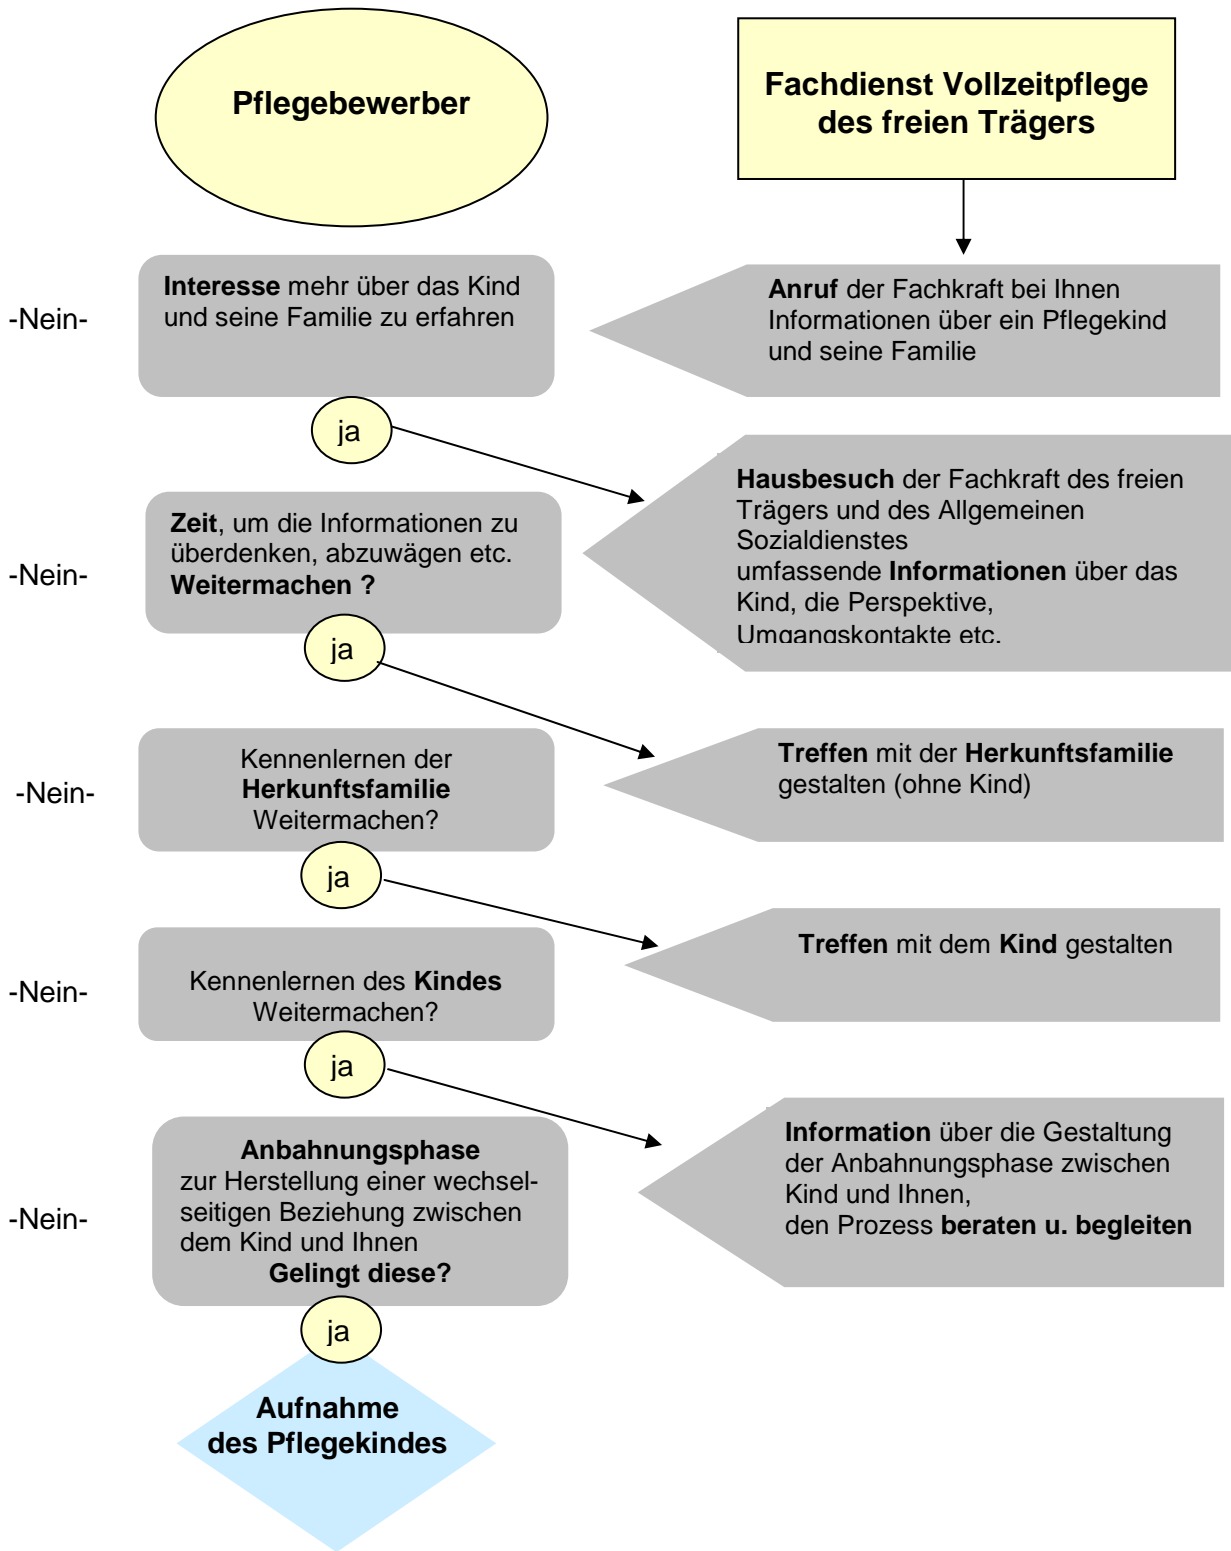 Pflegebewerber
Fachdienst Vollzeitpflege
des freien Trägers
-Nein-
Interesse mehr über das Kind
und seine Familie zu erfahren
Anruf der Fachkraft bei Ihnen
Informationen über ein Pflegekind
und seine Familie
ja
Hausbesuch der Fachkraft des freien
Trägers und des Allgemeinen
Sozialdienstes
umfassende Informationen über das
Kind, die Perspektive,
Umgangskontakte etc.
-Nein-
Zeit, um die Informationen zu
überdenken, abzuwägen etc.
Weitermachen ?
ja
-Nein-
Kennenlernen der
Herkunftsfamilie
Weitermachen?
Treffen mit der Herkunftsfamilie
gestalten (ohne Kind)
ja
-Nein-
Kennenlernen des Kindes
Weitermachen?
Treffen mit dem Kind gestalten
ja
-Nein-
Anbahnungsphase
zur Herstellung einer wechsel-
seitigen Beziehung zwischen
dem Kind und Ihnen
Gelingt diese?
Information über die Gestaltung
der Anbahnungsphase zwischen
Kind und Ihnen,
den Prozess beraten u. begleiten
ja
Aufnahme
des Pflegekindes